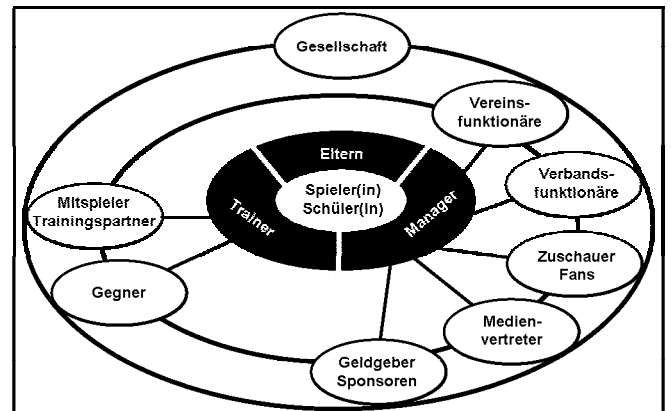 Gesellschaft
Vereins-
funktionäre
Eltern
Verbands-
funktionäre
Spieler(in)
Schüler(in)
Trainer
Manager
Mitspieler
Trainingspartner
Zuschauer
Fans
Gegner
Medien-
vertreter
Geldgeber
Sponsoren